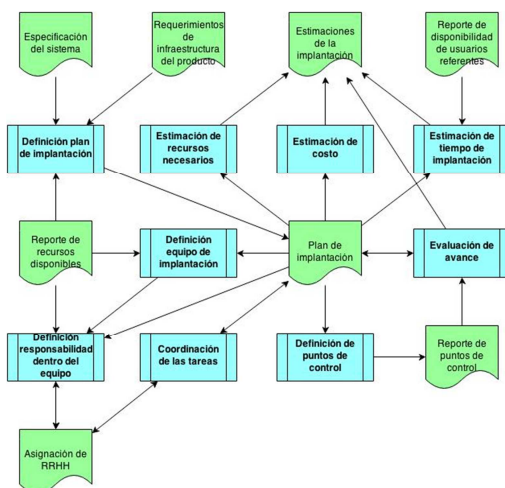 Especificación
del sistema
Requerimientos
de
infraestructura
del producto
Estimaciones
de la
implantación
Reporte de
disponibilidad
de usuarios
referentes
Definición plan
de implantación
Estimación de
recursos
necesarios
Estimación de
costo
Estimación de
tiempo de
implantación
Reporte de
recursos
disponibles
Definición
equipo de
implantación
Plan de
implantación
Evaluación de
avance
Definición
responsabilidad
dentro del
equipo
Coordinación
de las tareas
Definición de
puntos de
control
Reporte de
puntos de
control
Asignación de
RRHH